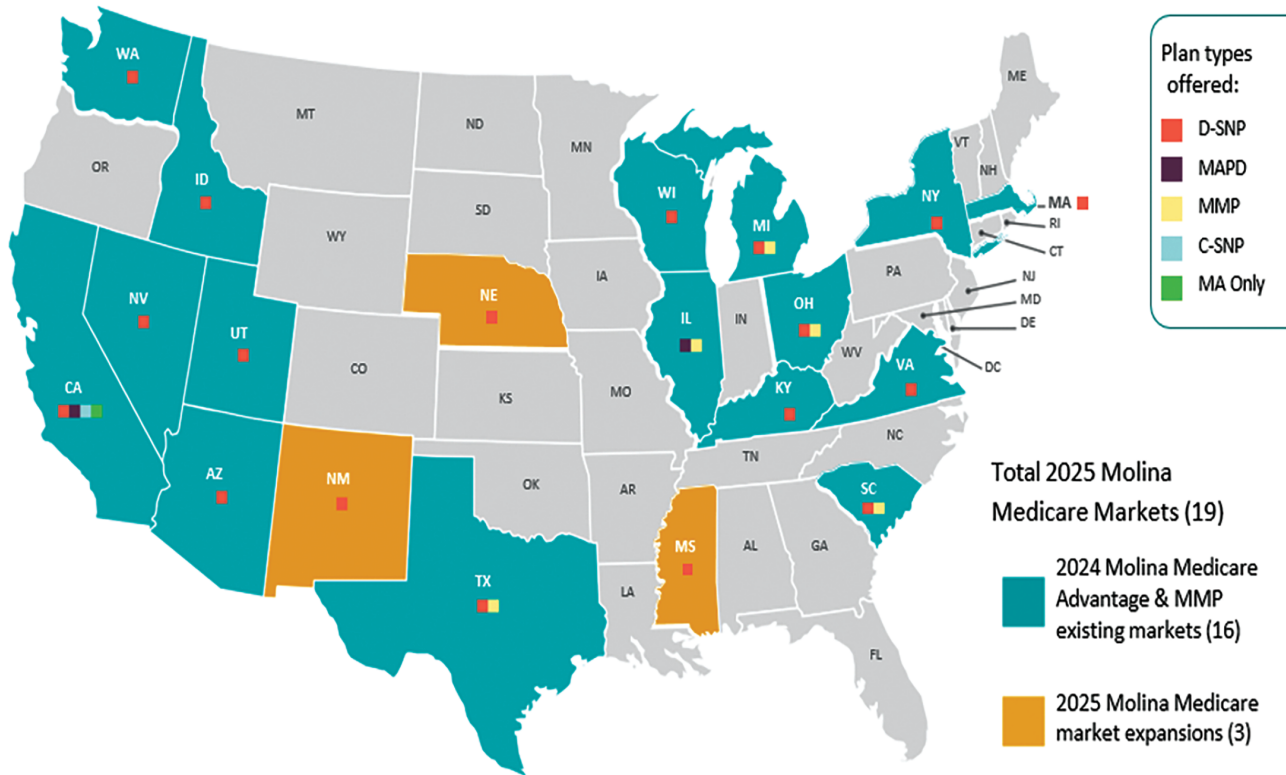 WA
MT
ND
MN
ME
VT
NH
OR
ID
SD
WI
MI
NY
MA
RI
CT
WY
IA
PA
NJ
MD
DE
DC
NV
UT
NE
IL
IN
OH
WV
VA
CA
CO
KS
MO
KY
NC
AZ
NM
OK
AR
TN
SC
MS
AL
GA
TX
LA
FL
Plan types
offered:
D-SNP
MAPD
MMP
C-SNP
MA Only
Total 2025 Molina
Medicare Markets (19)
2024 Molina Medicare
Advantage & MMP
existing markets (16)
2025 Molina Medicare
market expansions (3)